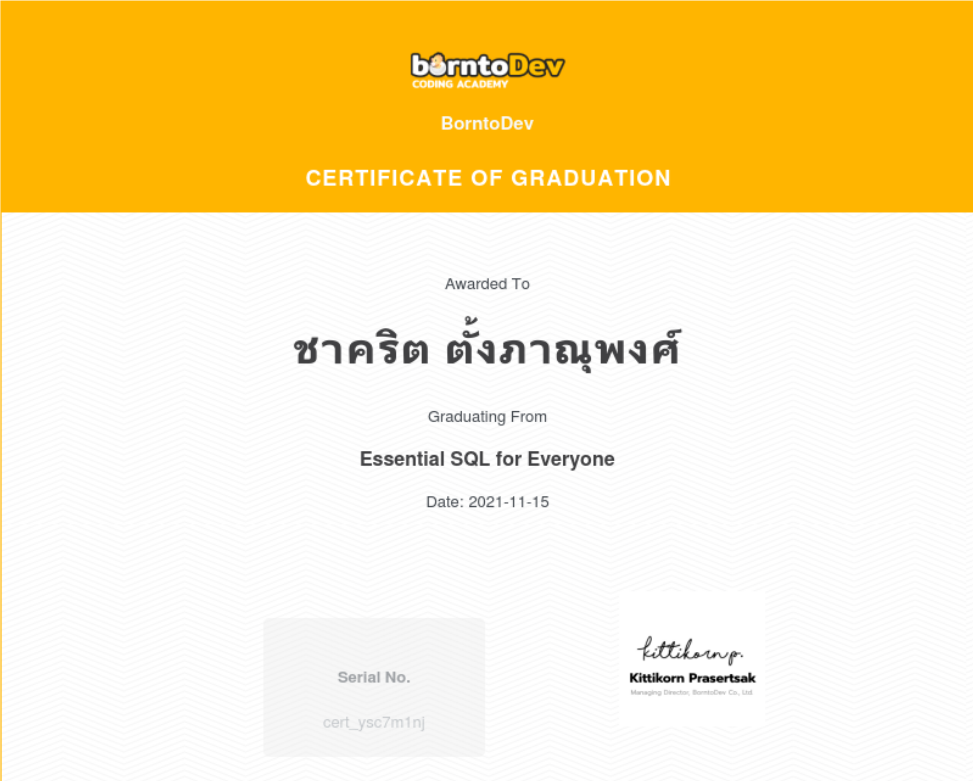 borntoDev
CODING ACADEMY
BorntoDev
CERTIFICATE OF GRADUATION
Awarded To
ชาคริต ตั้งภาณุพงศ์
Graduating From
Essential SQL for Everyone
Date: 2021-11-15
Serial No.
cert_ysc7m1nj
kittikorn p.
Kittikorn Prasertsak
Managing Director, BorntoDev Co., Ltd.